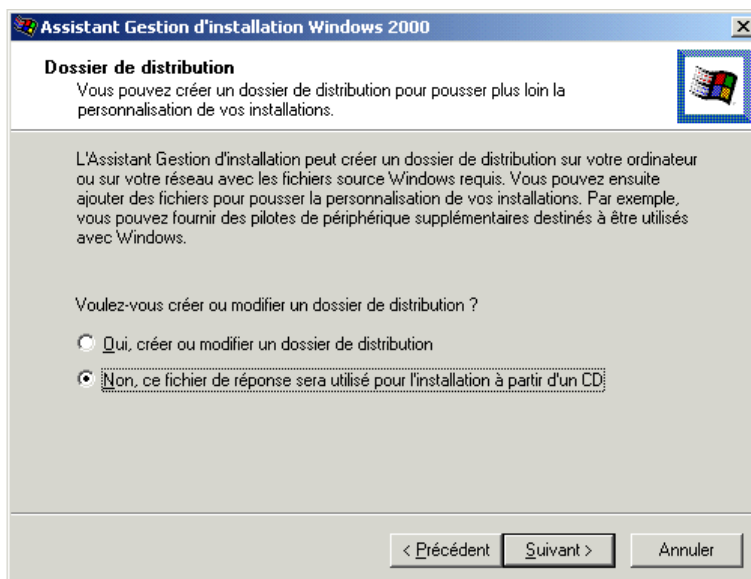 Assistant Gestion d'installation Windows 2000
Dossier de distribution
Vous pouvez créer un dossier de distribution pour pousser plus loin la
personnalisation de vos installations.
L'Assistant Gestion d'installation peut créer un dossier de distribution sur votre ordinateur
ou sur votre réseau avec les fichiers source Windows requis. Vous pouvez ensuite
ajouter des fichiers pour pousser la personnalisation de vos installations. Par exemple,
vous pouvez fournir des pilotes de périphérique supplémentaires destinés à être utilisés
avec Windows.
Voulez-vous créer ou modifier un dossier de distribution ?
Oui, créer ou modifier un dossier de distribution
Non, ce fichier de réponse sera utilisé pour l'installation à partir d'un CD
< Précédent Suivant > Annuler